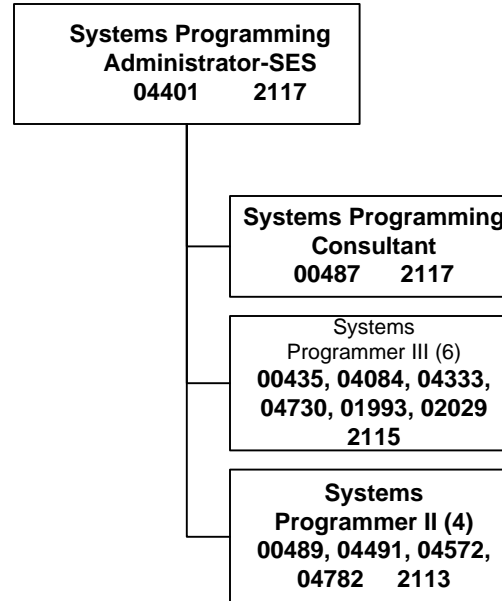 Systems Programming
Administrator-SES
04401 2117
Systems Programming
Consultant
00487 2117
Systems
Programmer III (6)
00435, 04084, 04333,
04730, 01993, 02029
2115
Systems
Programmer II (4)
00489, 04491, 04572,
04782 2113